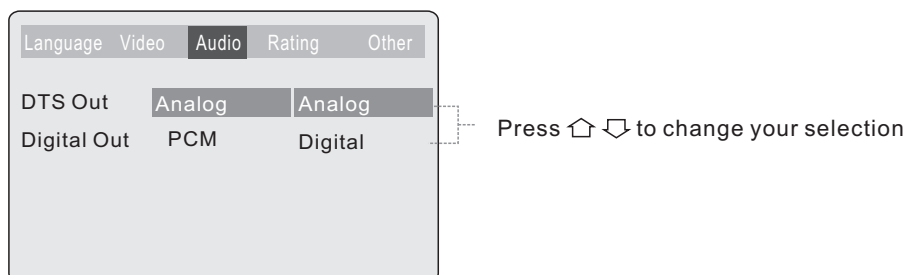 Language Video Audio Rating Other
DTS Out Analog Analog
Digital Out PCM Digital
Press ⇧ ⇩ to change your selection